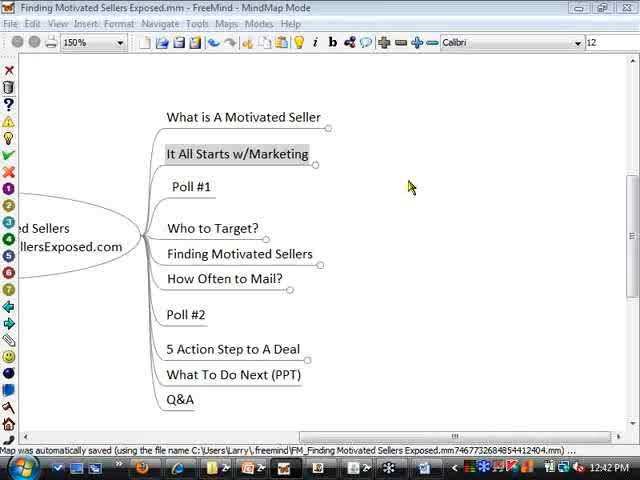 Finding Motivated Sellers Exposed.mm - FreeMind - MindMap Mode
File Edit View Insert Format Navigate Tools Maps Modes Help
150%
Calibri
12
What is A Motivated Seller
It All Starts w/Marketing
Poll #1
ed Sellers
Who to Target?
ellersExposed.com
Finding Motivated Sellers
How Often to Mail?
Poll #2
5 Action Step to A Deal
What To Do Next (PPT)
Q&A
Map was automatically saved (using the file name C:\Users\Larry\.freemind\FM_Finding Motivated Sellers Exposed.mm7467732684854412404.mm) ...
12:42 PM